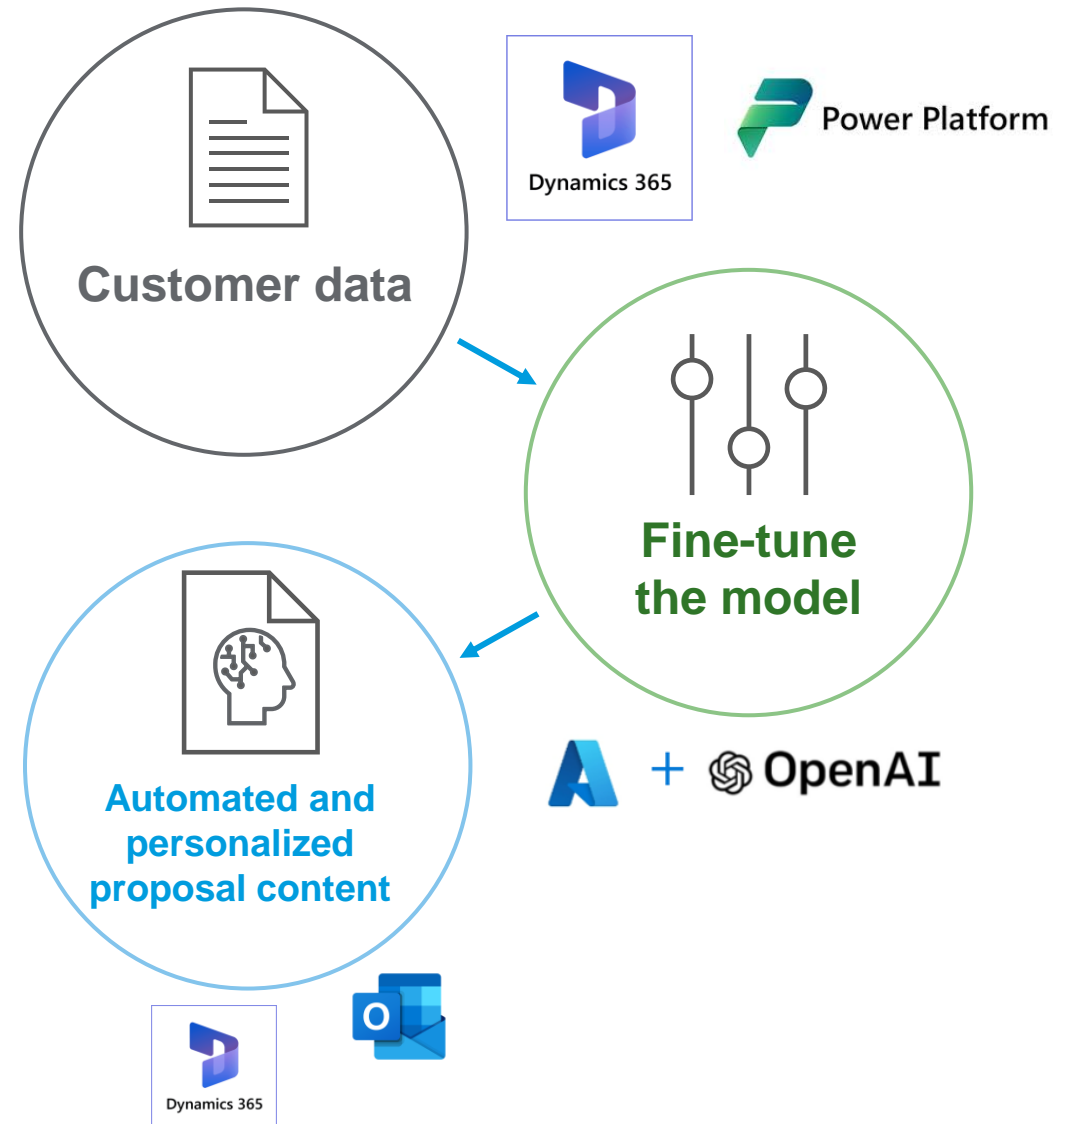 Dynamics 365
Power Platform
Customer data
Fine-tune
the model
+ OpenAI
Automated and
personalized
proposal content
O
Dynamics 365